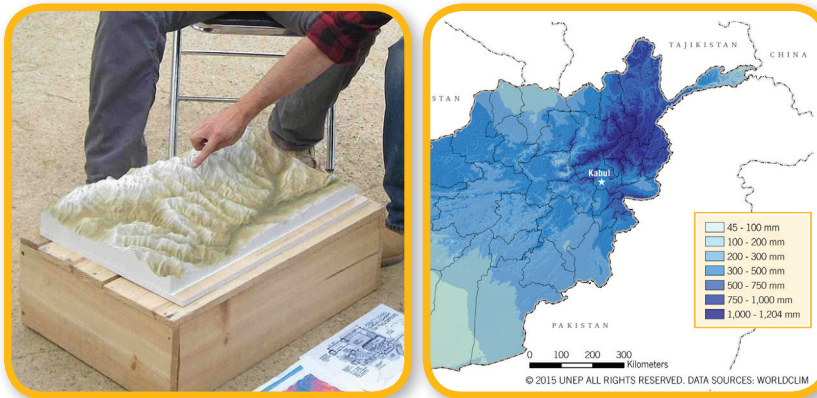 TAJIKISTAN
CHINA
STAN
Kabul
45 - 100 mm
100 - 200 mm
200 - 300 mm
300 - 500 mm
500 - 750 mm
750 - 1,000 mm
1,000 - 1,204 mm
PAKISTAN
0 100 200 300
Kilometers
© 2015 UNEP ALL RIGHTS RESERVED. DATA SOURCES: WORLDCLIM